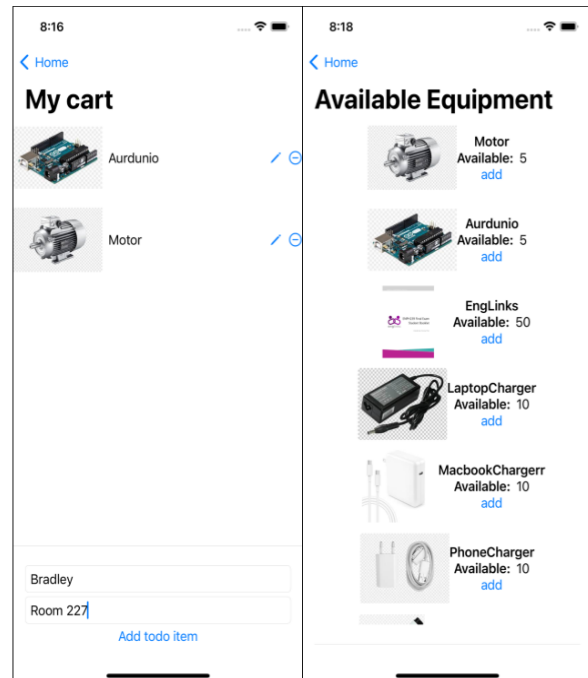 8:16
Home
My cart
Aurdunio
Motor
Bradley
Room 227
Add todo item
8:18
Home
Available Equipment
Motor
Available: 5
add
Aurdunio
Available: 5
add
EngLinks
Available: 50
add
LaptopCharger
Available: 10
add
MacbookChargerr
Available: 10
add
PhoneCharger
Available: 10
add